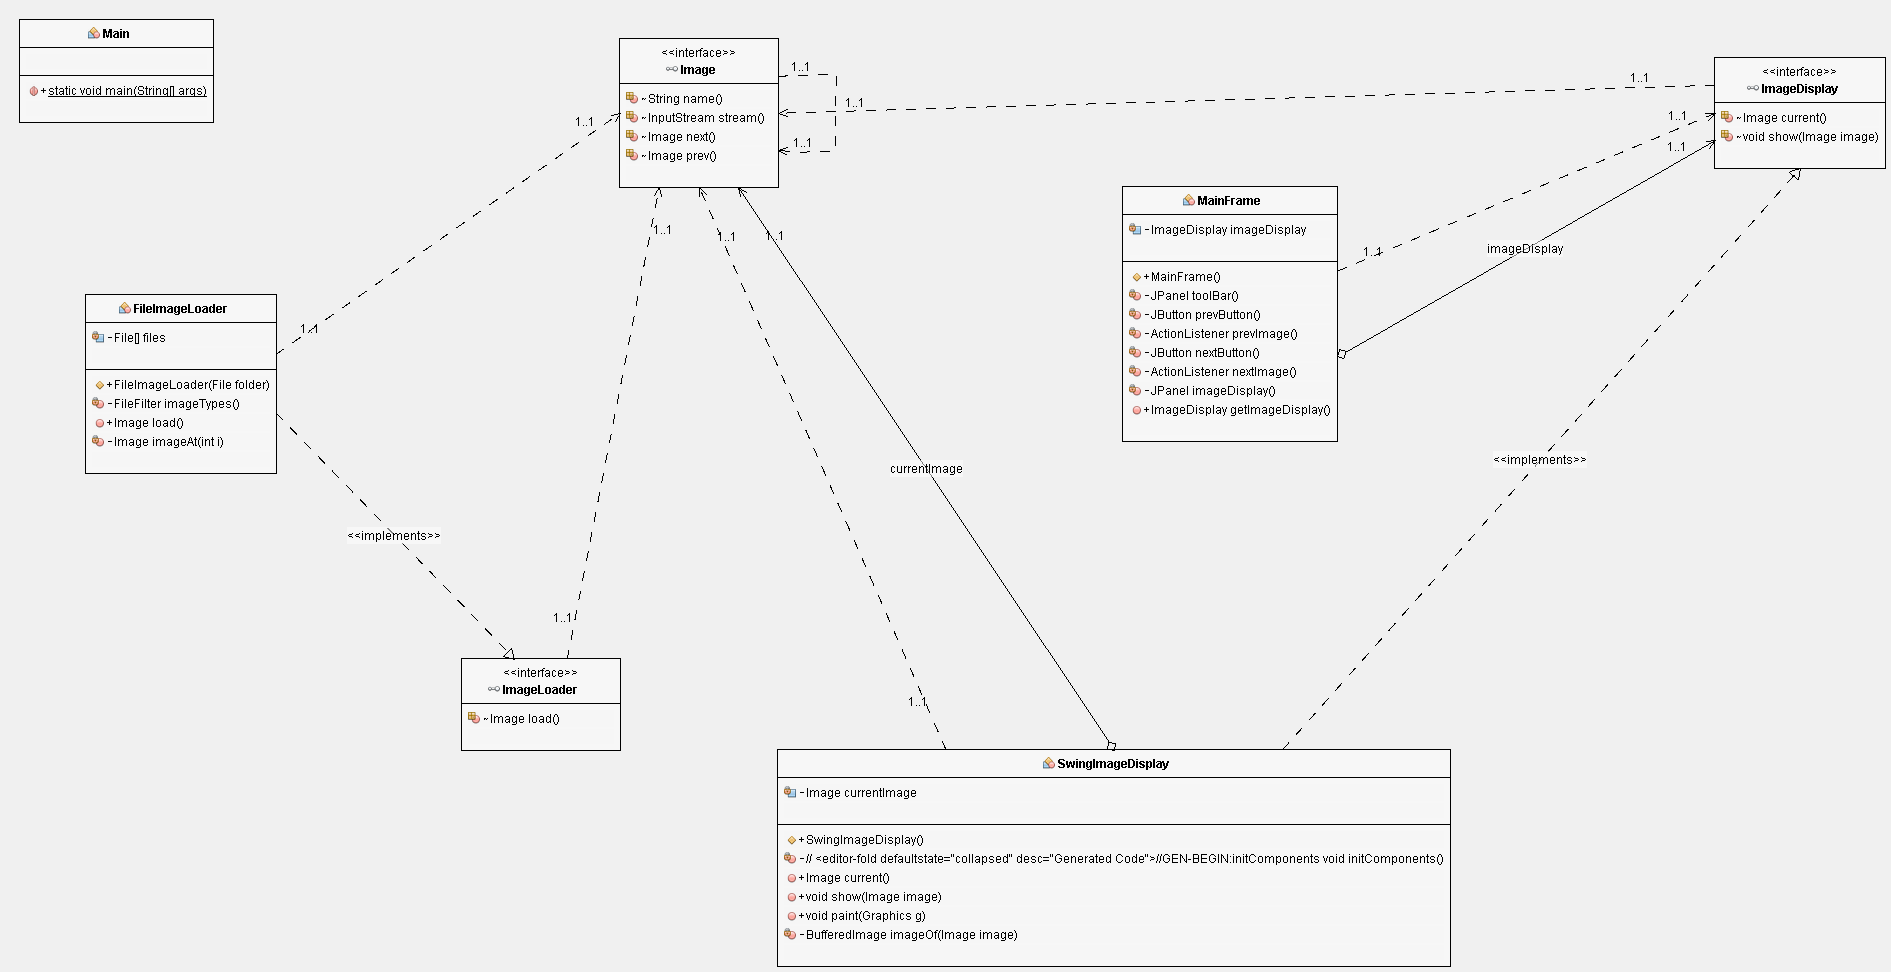 Main
+static void main(String[] args)
<<interface>>
Image
~String name()
~InputStream stream()
~Image next()
~Image prev()
1..1
1..1
1..1
1..1
<<interface>>
ImageDisplay
~Image current()
~void show(Image image)
1..1
1..1
1..1
1..1
imageDisplay
MainFrame
-ImageDisplay imageDisplay
+MainFrame()
-JPanel toolBar()
-JButton prevButton()
-ActionListener prevImage()
-JButton nextButton()
-ActionListener nextImage()
-JPanel imageDisplay()
+ImageDisplay getImageDisplay()
1..1
1..1
FileImageLoader
-File[] files
+FileImageLoader(File folder)
-FileFilter imageTypes()
+Image load()
-Image imageAt(int i)
1..1
1..1
1..1
currentImage
<<implements>>
<<implements>>
1..1
<<interface>>
ImageLoader
~Image load()
1..1
SwingImageDisplay
-Image currentImage
+SwingImageDisplay()
-// <editor-fold defaultstate="collapsed" desc="Generated Code">//GEN-BEGIN:initComponents void initComponents()
+Image current()
+void show(Image image)
+void paint(Graphics g)
-BufferedImage imageOf(Image image)